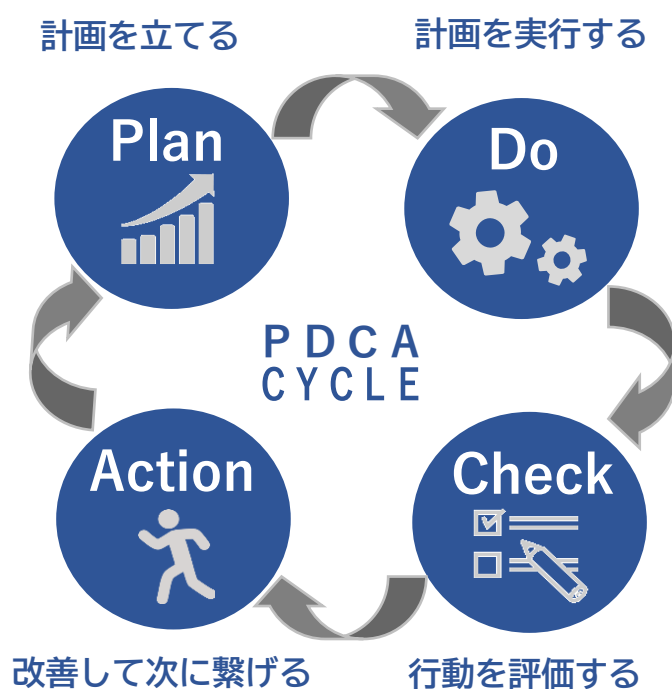 計画を立てる
計画を実行する
Plan
Do
PDCA
CYCLE
Action
Check
改善して次に繋げる
行動を評価する